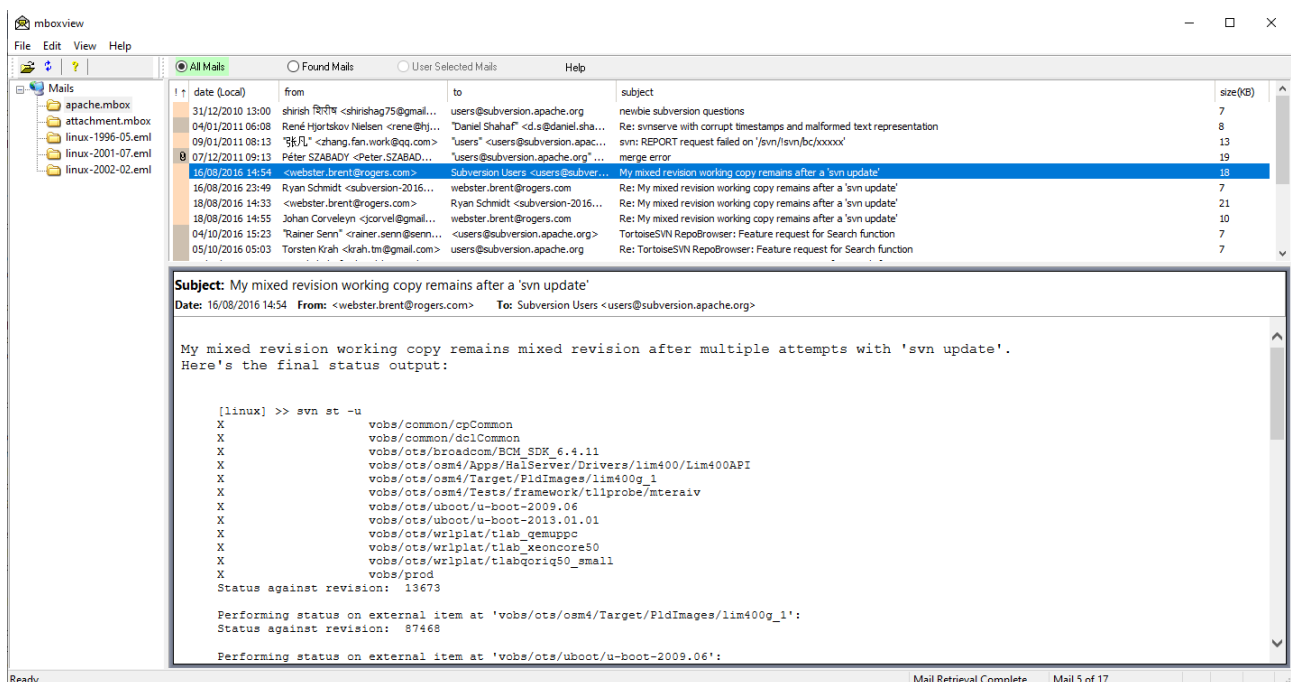 mboxview
File Edit View Help
All Mails Found Mails User Selected Mails Help
Mails
apache.mbox
attachment.mbox
linux-1996-05.eml
linux-2001-07.eml
linux-2002-02.eml
! date (Local) from to subject size(KB)
31/12/2010 13:00 shirish शिरीष <shirishag75@gmail... users@subversion.apache.org newbie subversion questions 7
04/01/2011 06:08 René Hjortskov Nielsen <rene@hj... "Daniel Shahaf" <d.s@daniel.sha... Re: svnserve with corrupt timestamps and malformed text representation 8
09/01/2011 08:13 "张凡" <zhang.fan.work@qq.com> "users" <users@subversion.apac... svn: REPORT request failed on '/svn/!svn/bc/xxxxx' 13
07/12/2011 09:13 Péter SZABADY <Peter.SZABAD... "users@subversion.apache.org" ... merge error 19
16/08/2016 14:54 <webster.brent@rogers.com> Subversion Users <users@subver... My mixed revision working copy remains after a 'svn update' 18
16/08/2016 23:49 Ryan Schmidt <subversion-2016... webster.brent@rogers.com Re: My mixed revision working copy remains after a 'svn update' 7
18/08/2016 14:33 <webster.brent@rogers.com> Ryan Schmidt <subversion-2016... Re: My mixed revision working copy remains after a 'svn update' 21
18/08/2016 14:55 Johan Corveleyn <jcorvel@gmail... webster.brent@rogers.com Re: My mixed revision working copy remains after a 'svn update' 10
04/10/2016 15:23 "Rainer Senn" <rainer.senn@senn... <users@subversion.apache.org> TortoiseSVN RepoBrowser: Feature request for Search function 7
05/10/2016 05:03 Torsten Krah <krah.tm@gmail.com> users@subversion.apache.org Re: TortoiseSVN RepoBrowser: Feature request for Search function 7
Subject: My mixed revision working copy remains after a 'svn update'
Date: 16/08/2016 14:54 From: <webster.brent@rogers.com> To: Subversion Users <users@subversion.apache.org>
My mixed revision working copy remains mixed revision after multiple attempts with 'svn update'.
Here's the final status output:
[linux] >> svn st -u
X vobs/common/cpCommon
X vobs/common/dclCommon
X vobs/ots/broadcom/BCM_SDK_6.4.11
X vobs/ots/osm4/Apps/HalServer/Drivers/lim400/Lim400API
X vobs/ots/osm4/Target/PldImages/lim400g_1
X vobs/ots/osm4/Tests/framework/tl1probe/mteraiv
X vobs/ots/uboot/u-boot-2009.06
X vobs/ots/uboot/u-boot-2013.01.01
X vobs/ots/wrlplat/tlab_qemuppc
X vobs/ots/wrlplat/tlab_xeoncore50
X vobs/ots/wrlplat/tlabqoriq50_small
X vobs/prod
Status against revision: 13673
Performing status on external item at 'vobs/ots/osm4/Target/PldImages/lim400g_1':
Status against revision: 87468
Performing status on external item at 'vobs/ots/uboot/u-boot-2009.06':
Ready Mail Retrieval Complete Mail 5 of 17